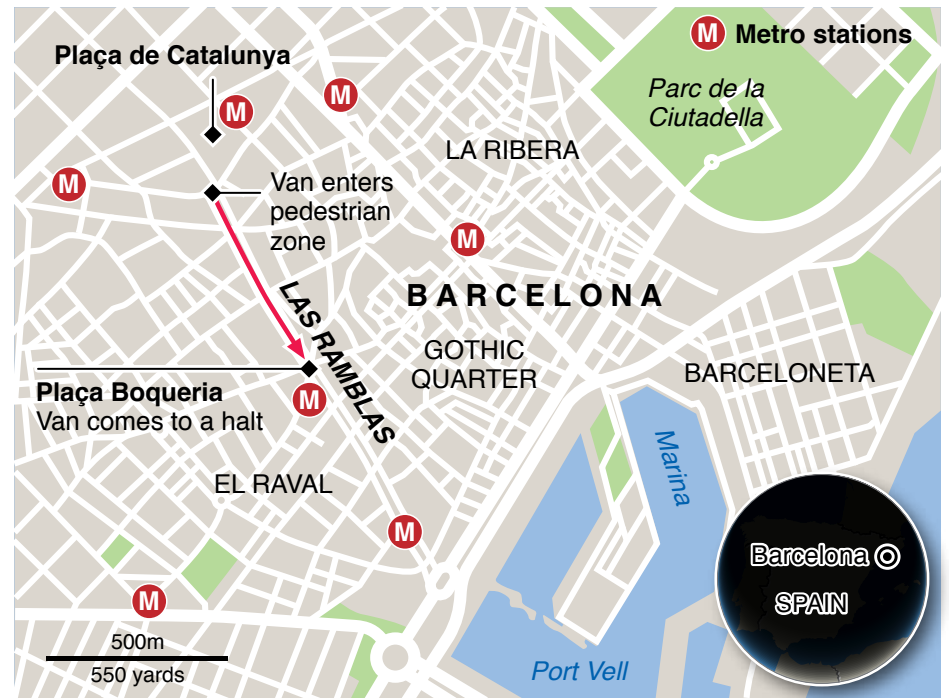 M Metro stations
Plaça de Catalunya
Parc de la
Ciutadella
M
M
LA RIBERA
M
Van enters
pedestrian
zone
M
BARCELONA
LAS RAMBLAS
GOTHIC
QUARTER
BARCELONETA
Plaça Boqueria
Van comes to a halt
M
Marina
EL RAVAL
M
Barcelona
SPAIN
M
500m
550 yards
Port Vell